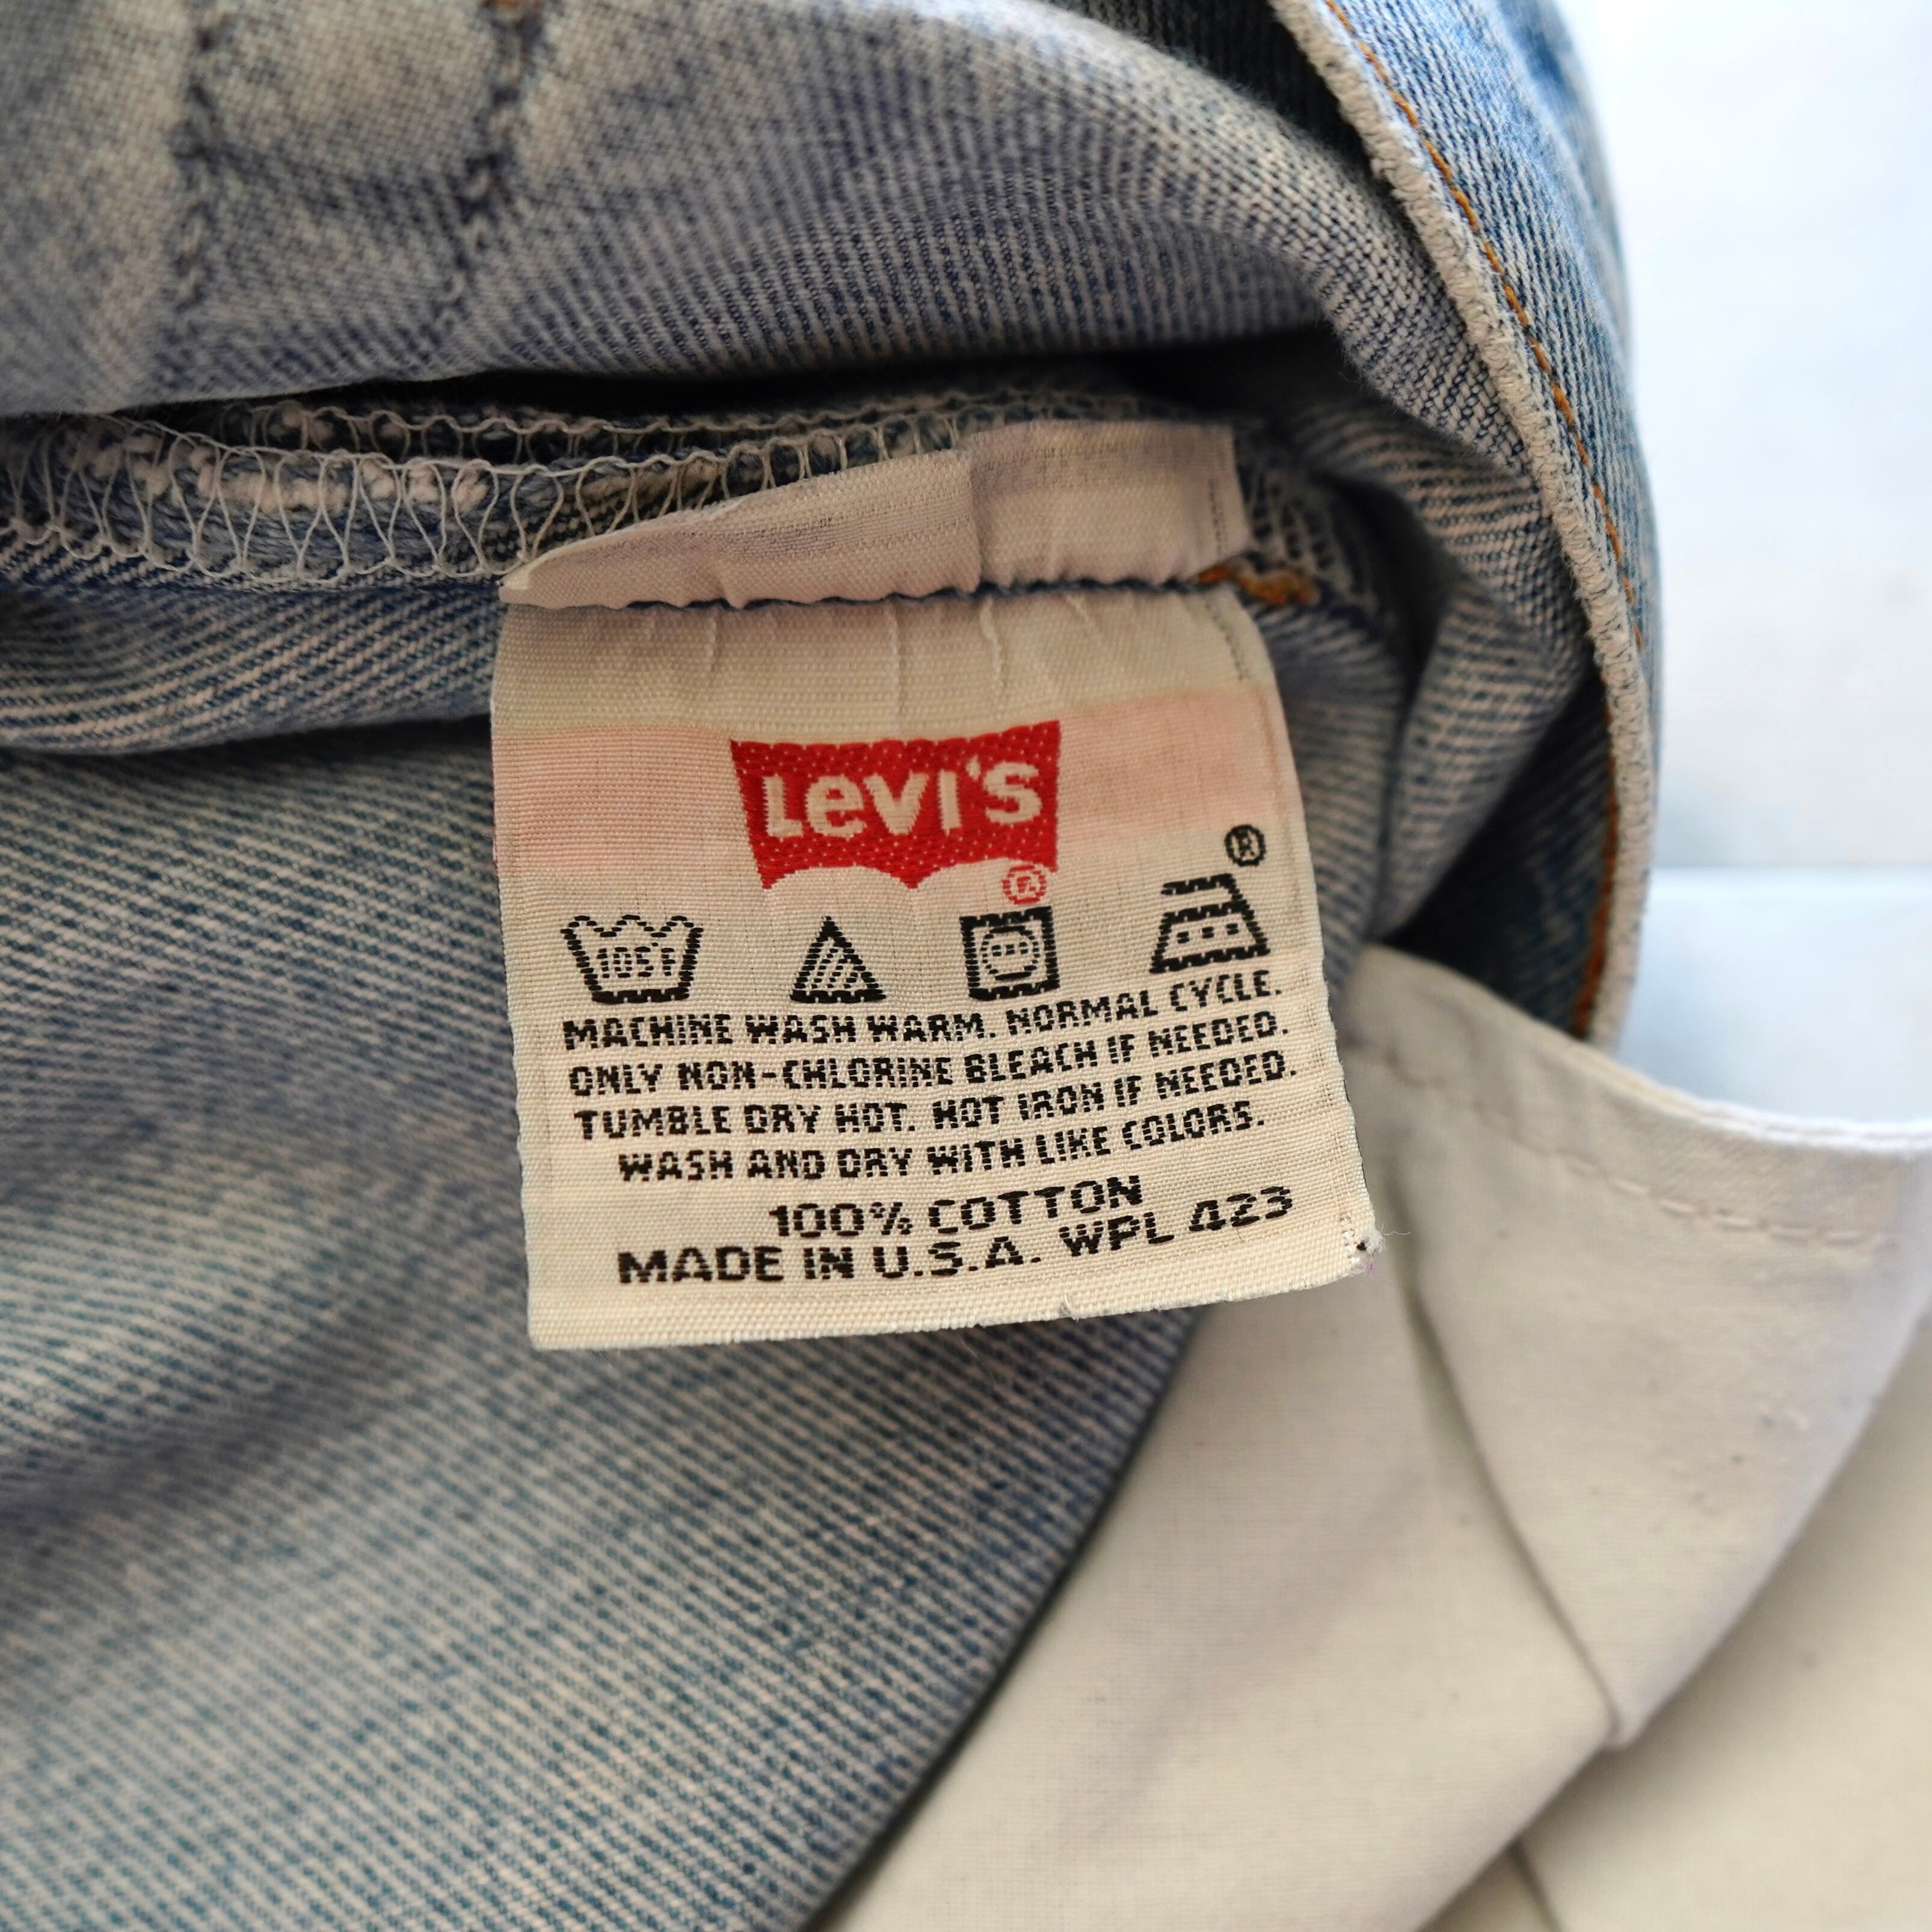 LEVI'S
®
®
105°F
MACHINE WASH WARM. NORMAL CYCLE.
ONLY NON-CHLORINE BLEACH IF NEEDED.
TUMBLE DRY HOT. HOT IRON IF NEEDED.
WASH AND DRY WITH LIKE COLORS.
100% COTTON
MADE IN U.S.A. WPL 423